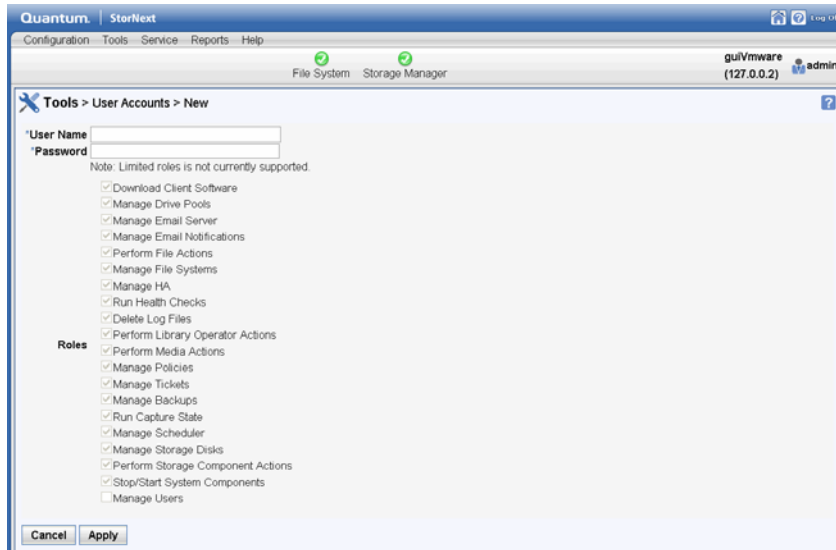 Quantum. StorNext Log O
Configuration Tools Service Reports Help
File System Storage Manager guiVmware (127.0.0.2) admin
Tools > User Accounts > New
*User Name
*Password
Note: Limited roles is not currently supported.
Roles
Download Client Software
Manage Drive Pools
Manage Email Server
Manage Email Notifications
Perform File Actions
Manage File Systems
Manage HA
Run Health Checks
Delete Log Files
Perform Library Operator Actions
Perform Media Actions
Manage Policies
Manage Tickets
Manage Backups
Run Capture State
Manage Scheduler
Manage Storage Disks
Perform Storage Component Actions
Stop/Start System Components
Manage Users
Cancel Apply